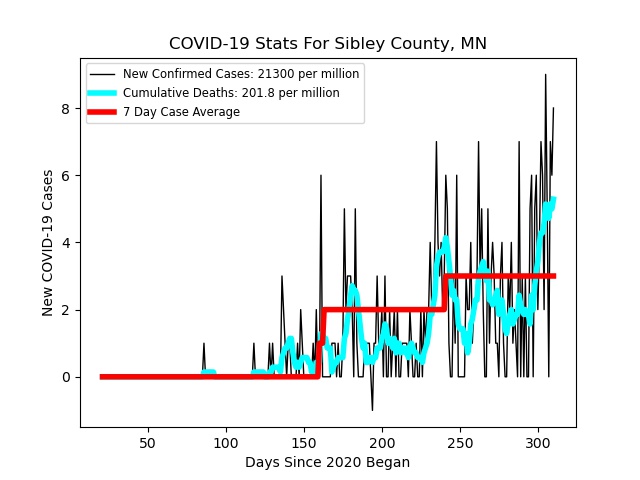 COVID-19 Stats For Sibley County, MN
New Confirmed Cases: 21300 per million
Cumulative Deaths: 201.8 per million
7 Day Case Average
New COVID-19 Cases
8
6
4
2
0
50 100 150 200 250 300
Days Since 2020 Began